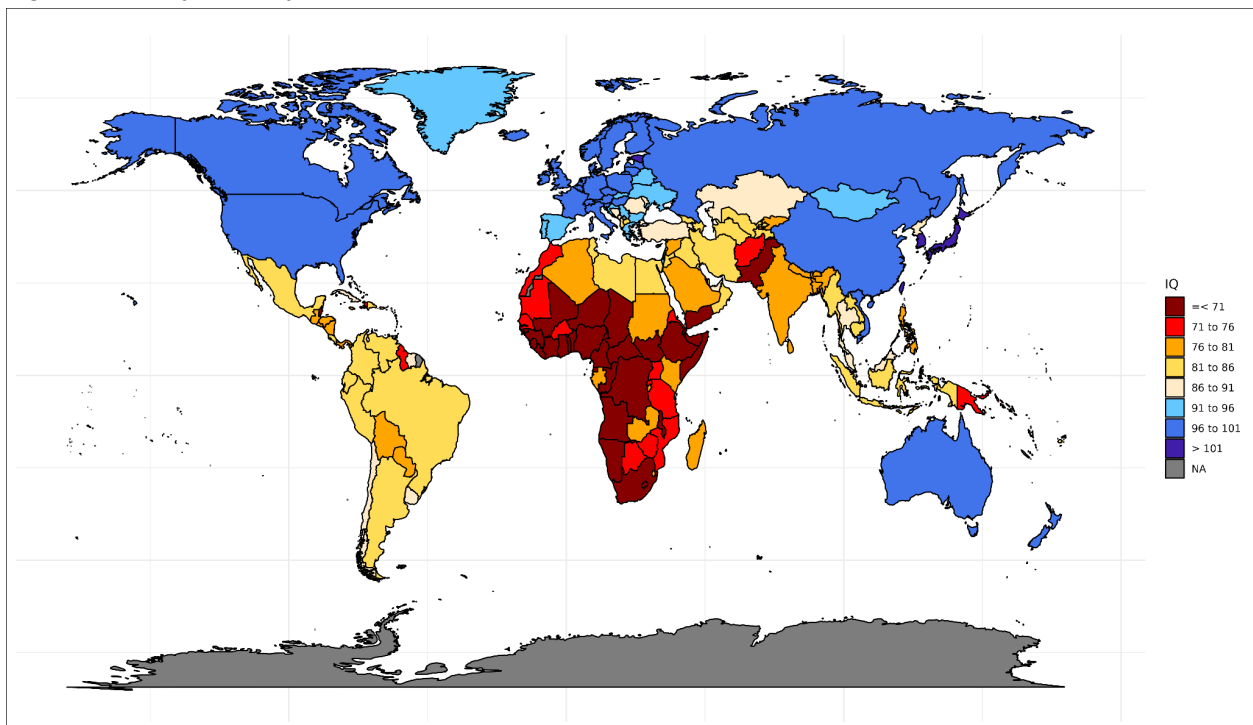 IQ
=< 71
71 to 76
76 to 81
81 to 86
86 to 91
91 to 96
96 to 101
> 101
NA